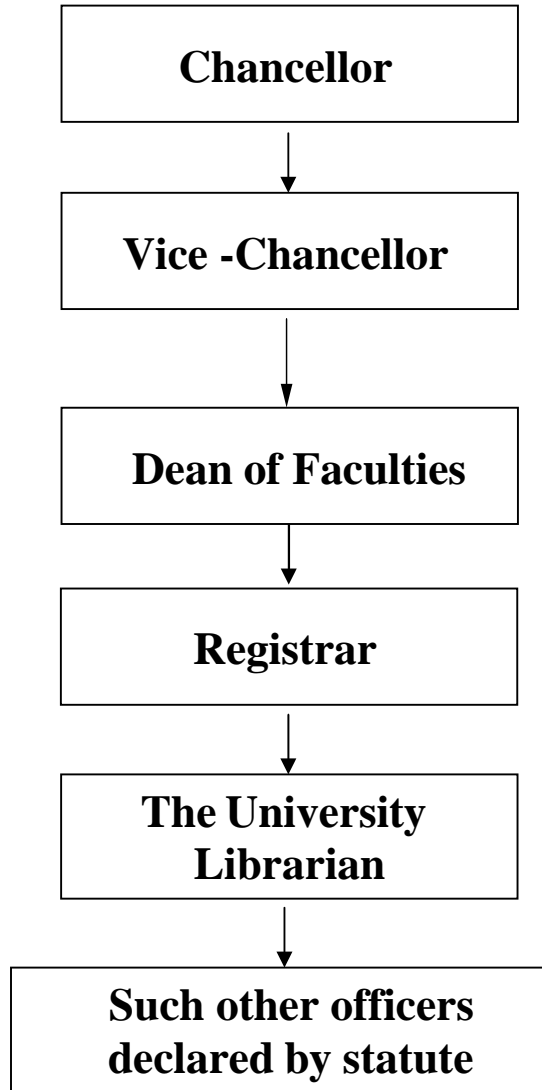 Chancellor
Vice -Chancellor
Dean of Faculties
Registrar
The University
Librarian
Such other officers
declared by statute